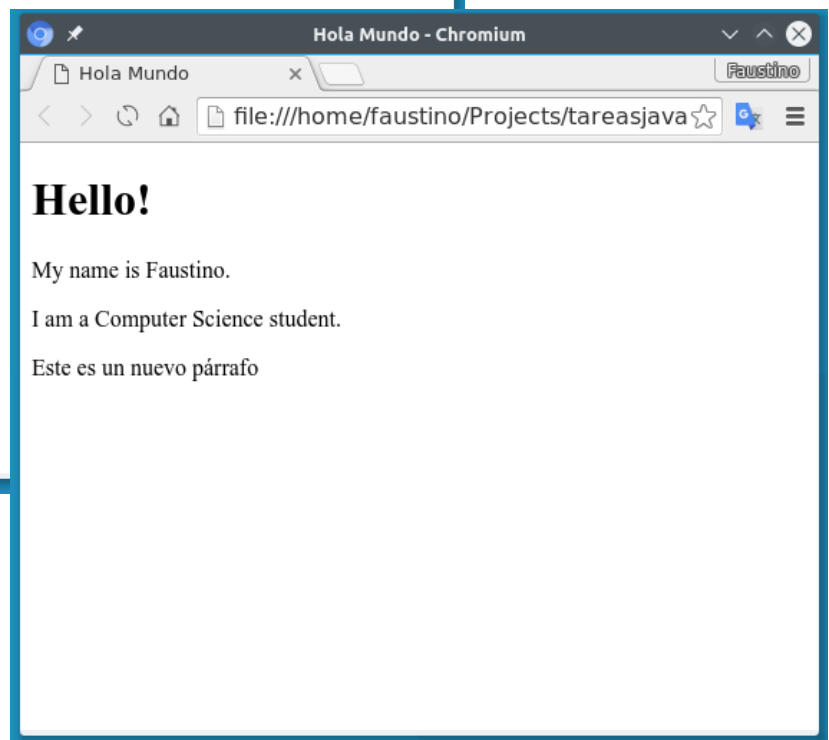 Hola Mundo - Chromium
Hola Mundo
Faustino
file:///home/faustino/Projects/tareasjava
Hello!
My name is Faustino.
I am a Computer Science student.
Este es un nuevo párrafo